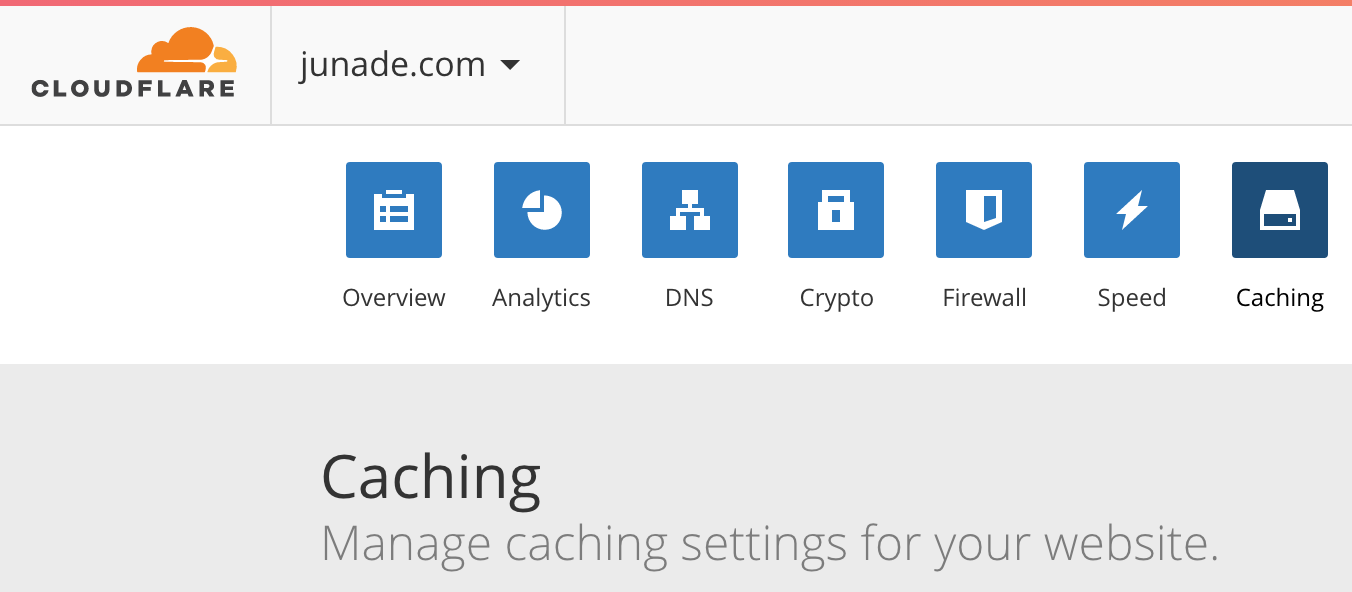 CLOUDFLARE
junade.com
Overview Analytics DNS Crypto Firewall Speed Caching
Caching
Manage caching settings for your website.